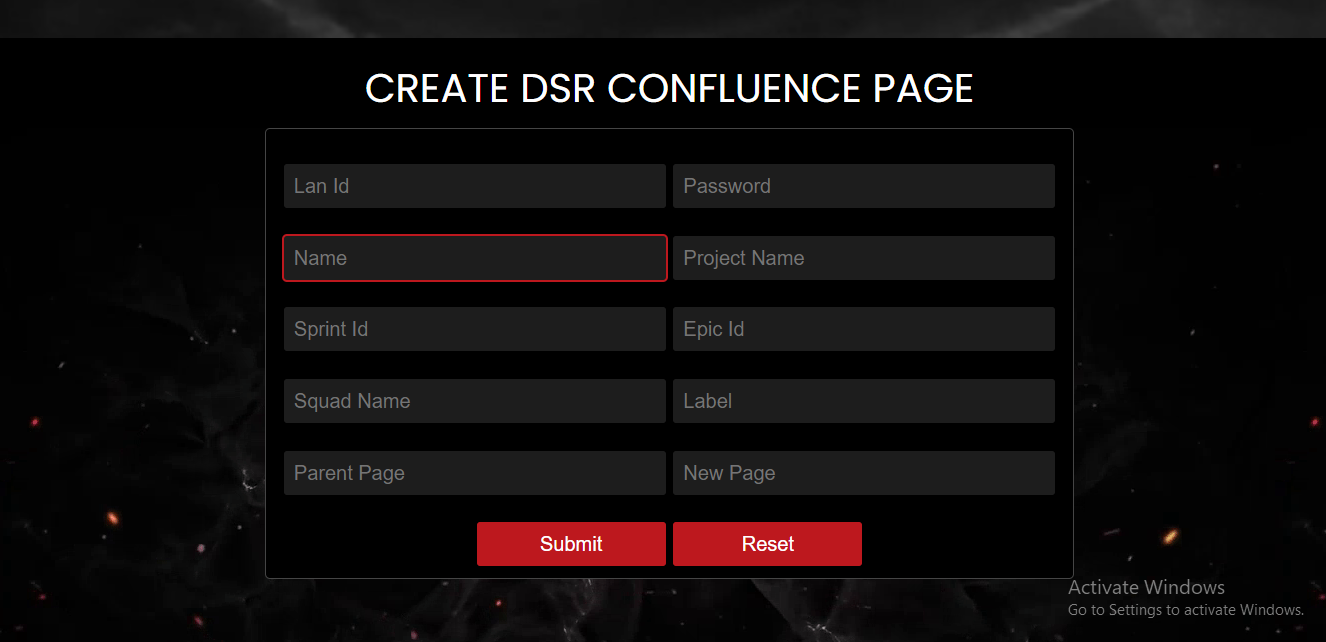 CREATE DSR CONFLUENCE PAGE
Lan Id
Password
Name
Project Name
Sprint Id
Epic Id
Squad Name
Label
Parent Page
New Page
Submit
Reset
Activate Windows
Go to Settings to activate Windows.